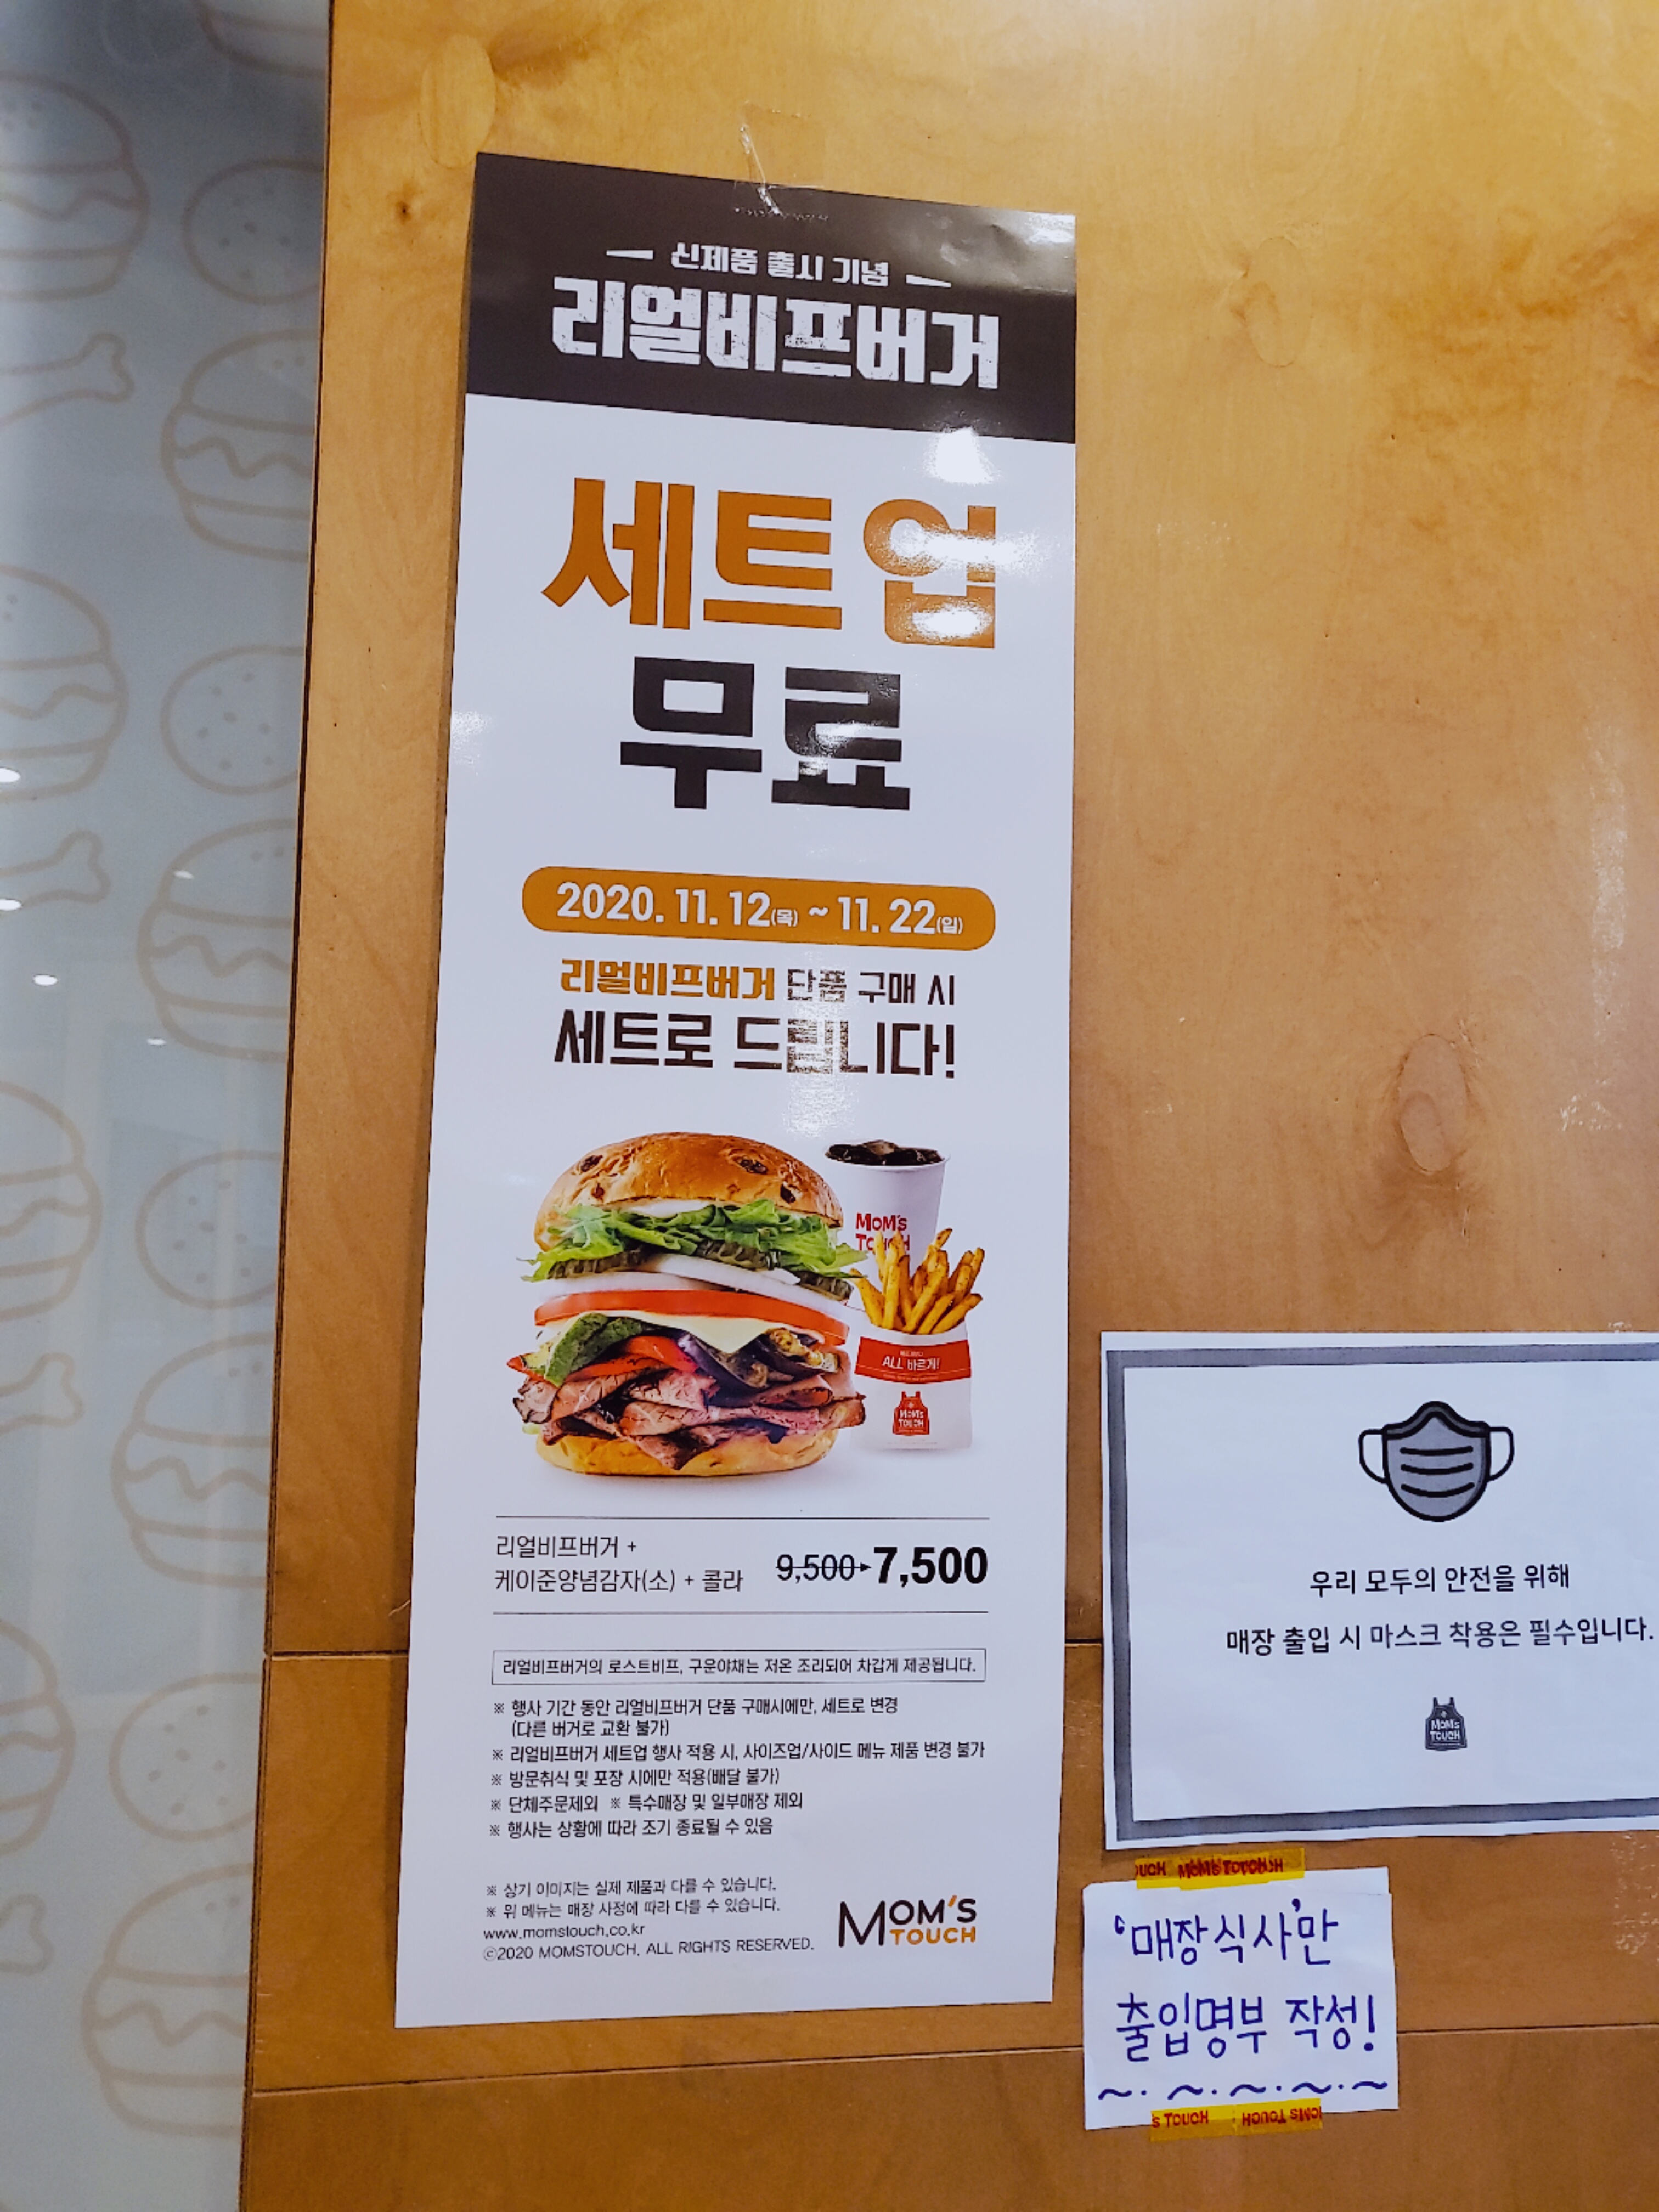 신제품 출시 기념
리얼비프버거
세트업
무료
2020. 11. 12(목) ~ 11. 22(일)
리얼비프버거 단품 구매 시
세트로 드립니다!
MOM'S
TOUCH
ALL 바르게!
MOM'S
TOUCH
리얼비프버거 +
케이준양념감자(소) + 콜라
9,500▸7,500
리얼비프버거의 로스트비프, 구운야채는 저온 조리되어 차갑게 제공됩니다.
※ 행사 기간 동안 리얼비프버거 단품 구매시에만, 세트로 변경
(다른 버거로 교환 불가)
※ 리얼비프버거 세트업 행사 적용 시, 사이즈업/사이드 메뉴 제품 변경 불가
※ 방문취식 및 포장 시에만 적용(배달 불가)
※ 단체주문제외 ※ 특수매장 및 일부매장 제외
※ 행사는 상황에 따라 조기 종료될 수 있음
※ 상기 이미지는 실제 제품과 다를 수 있습니다.
※ 위 메뉴는 매장 사정에 따라 다를 수 있습니다.
www.momstouch.co.kr
ⓒ2020 MOMSTOUCH. ALL RIGHTS RESERVED.
MOM'S
TOUCH
우리 모두의 안전을 위해
매장 출입 시 마스크 착용은 필수입니다.
MOM'S
TOUCH
OUCH MOM'S TOUCH
'매장식사'만
출입명부 작성!
S TOUCH MOM'S TOUCH